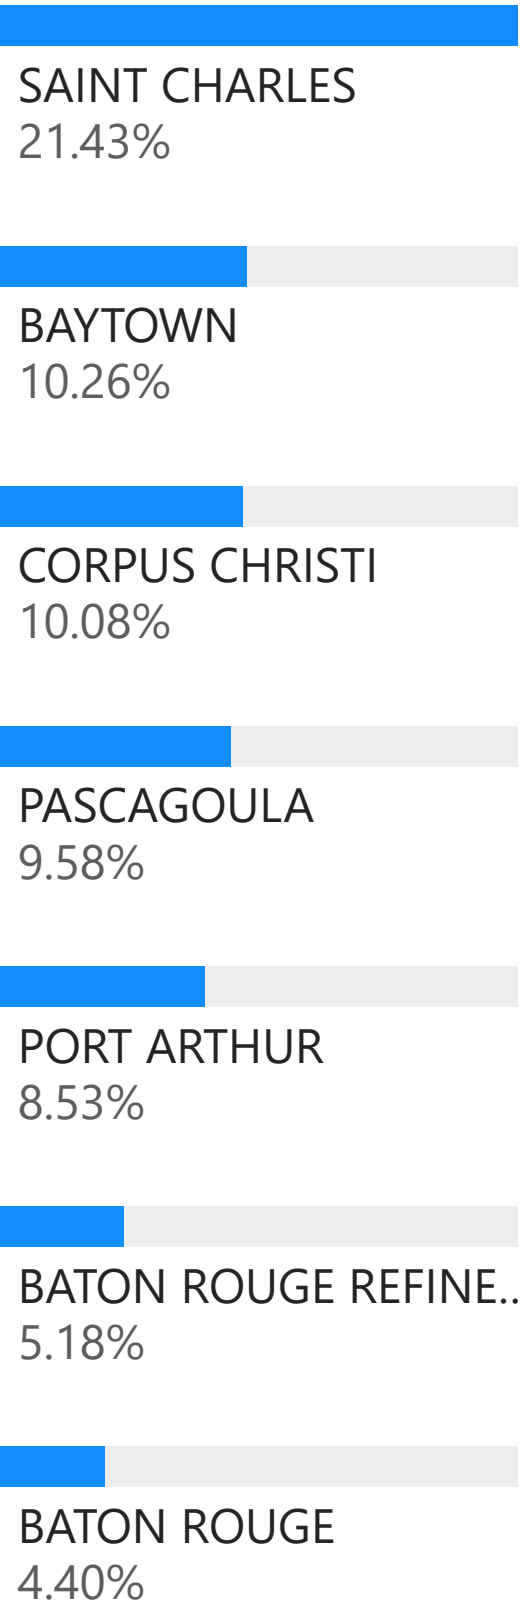 SAINT CHARLES
21.43%
BAYTOWN
10.26%
CORPUS CHRISTI
10.08%
PASCAGOULA
9.58%
PORT ARTHUR
8.53%
BATON ROUGE REFINE..
5.18%
BATON ROUGE
4.40%